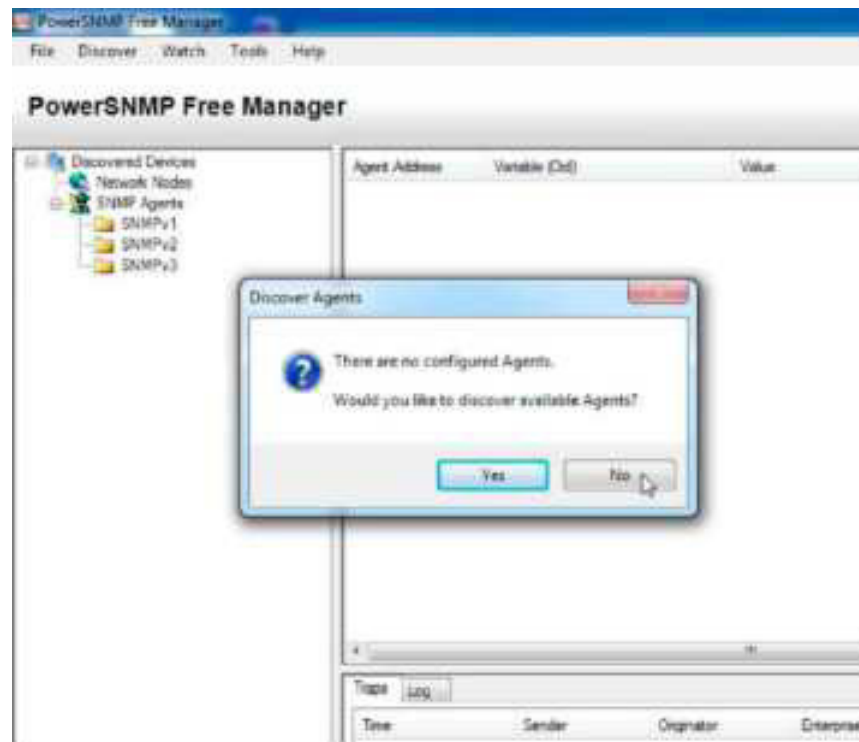 PowerSNMP Free Manager
File Discover Watch Tools Help
PowerSNMP Free Manager
Discovered Devices
Network Nodes
SNMP Agents
SNMPv1
SNMPv2
SNMPv3
Agent Address Variable (Oid) Value
Discover Agents
There are no configured Agents.
Would you like to discover available Agents?
Yes No
Traps Log
Time Sender Originator Enterprise